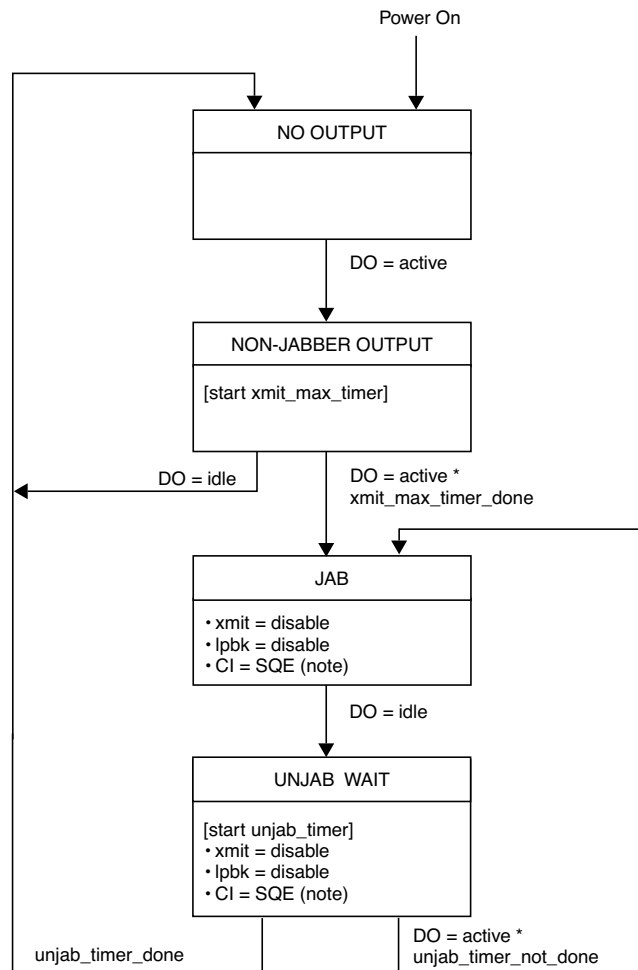 Power On
NO OUTPUT
DO = active
NON-JABBER OUTPUT
[start xmit_max_timer]
DO = idle
DO = active *
xmit_max_timer_done
JAB
• xmit = disable
• lpbk = disable
• CI = SQE (note)
DO = idle
UNJAB WAIT
[start unjab_timer]
• xmit = disable
• lpbk = disable
• CI = SQE (note)
unjab_timer_done
DO = active *
unjab_timer_not_done